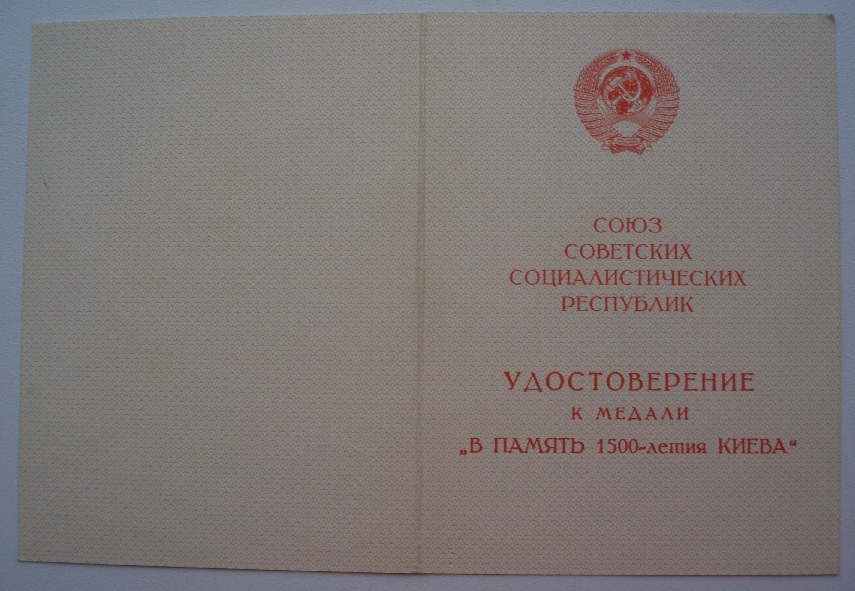 СОЮЗ
СОВЕТСКИХ
СОЦИАЛИСТИЧЕСКИХ
РЕСПУБЛИК
УДОСТОВЕРЕНИЕ
К МЕДАЛИ
„В ПАМЯТЬ 1500-летия КИЕВА“